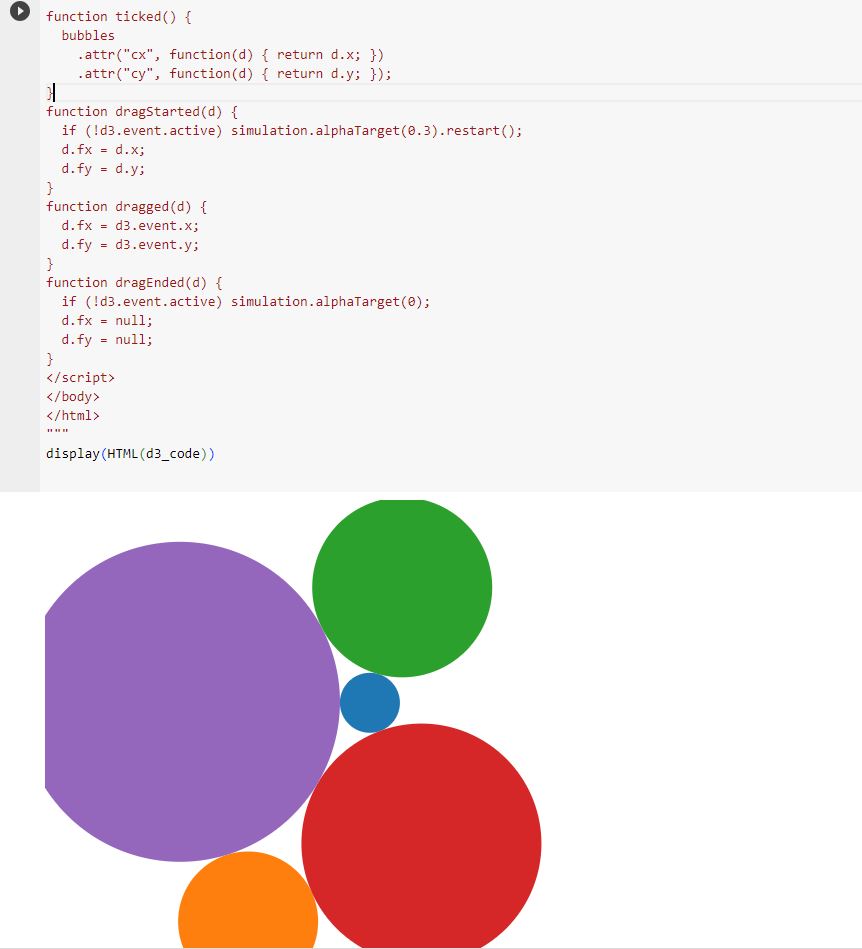 function ticked() {
  bubbles
    .attr("cx", function(d) { return d.x; })
    .attr("cy", function(d) { return d.y; });
}
function dragStarted(d) {
  if (!d3.event.active) simulation.alphaTarget(0.3).restart();
  d.fx = d.x;
  d.fy = d.y;
}
function dragged(d) {
  d.fx = d3.event.x;
  d.fy = d3.event.y;
}
function dragEnded(d) {
  if (!d3.event.active) simulation.alphaTarget(0);
  d.fx = null;
  d.fy = null;
}
</script>
</body>
</html>
"""
display(HTML(d3_code))